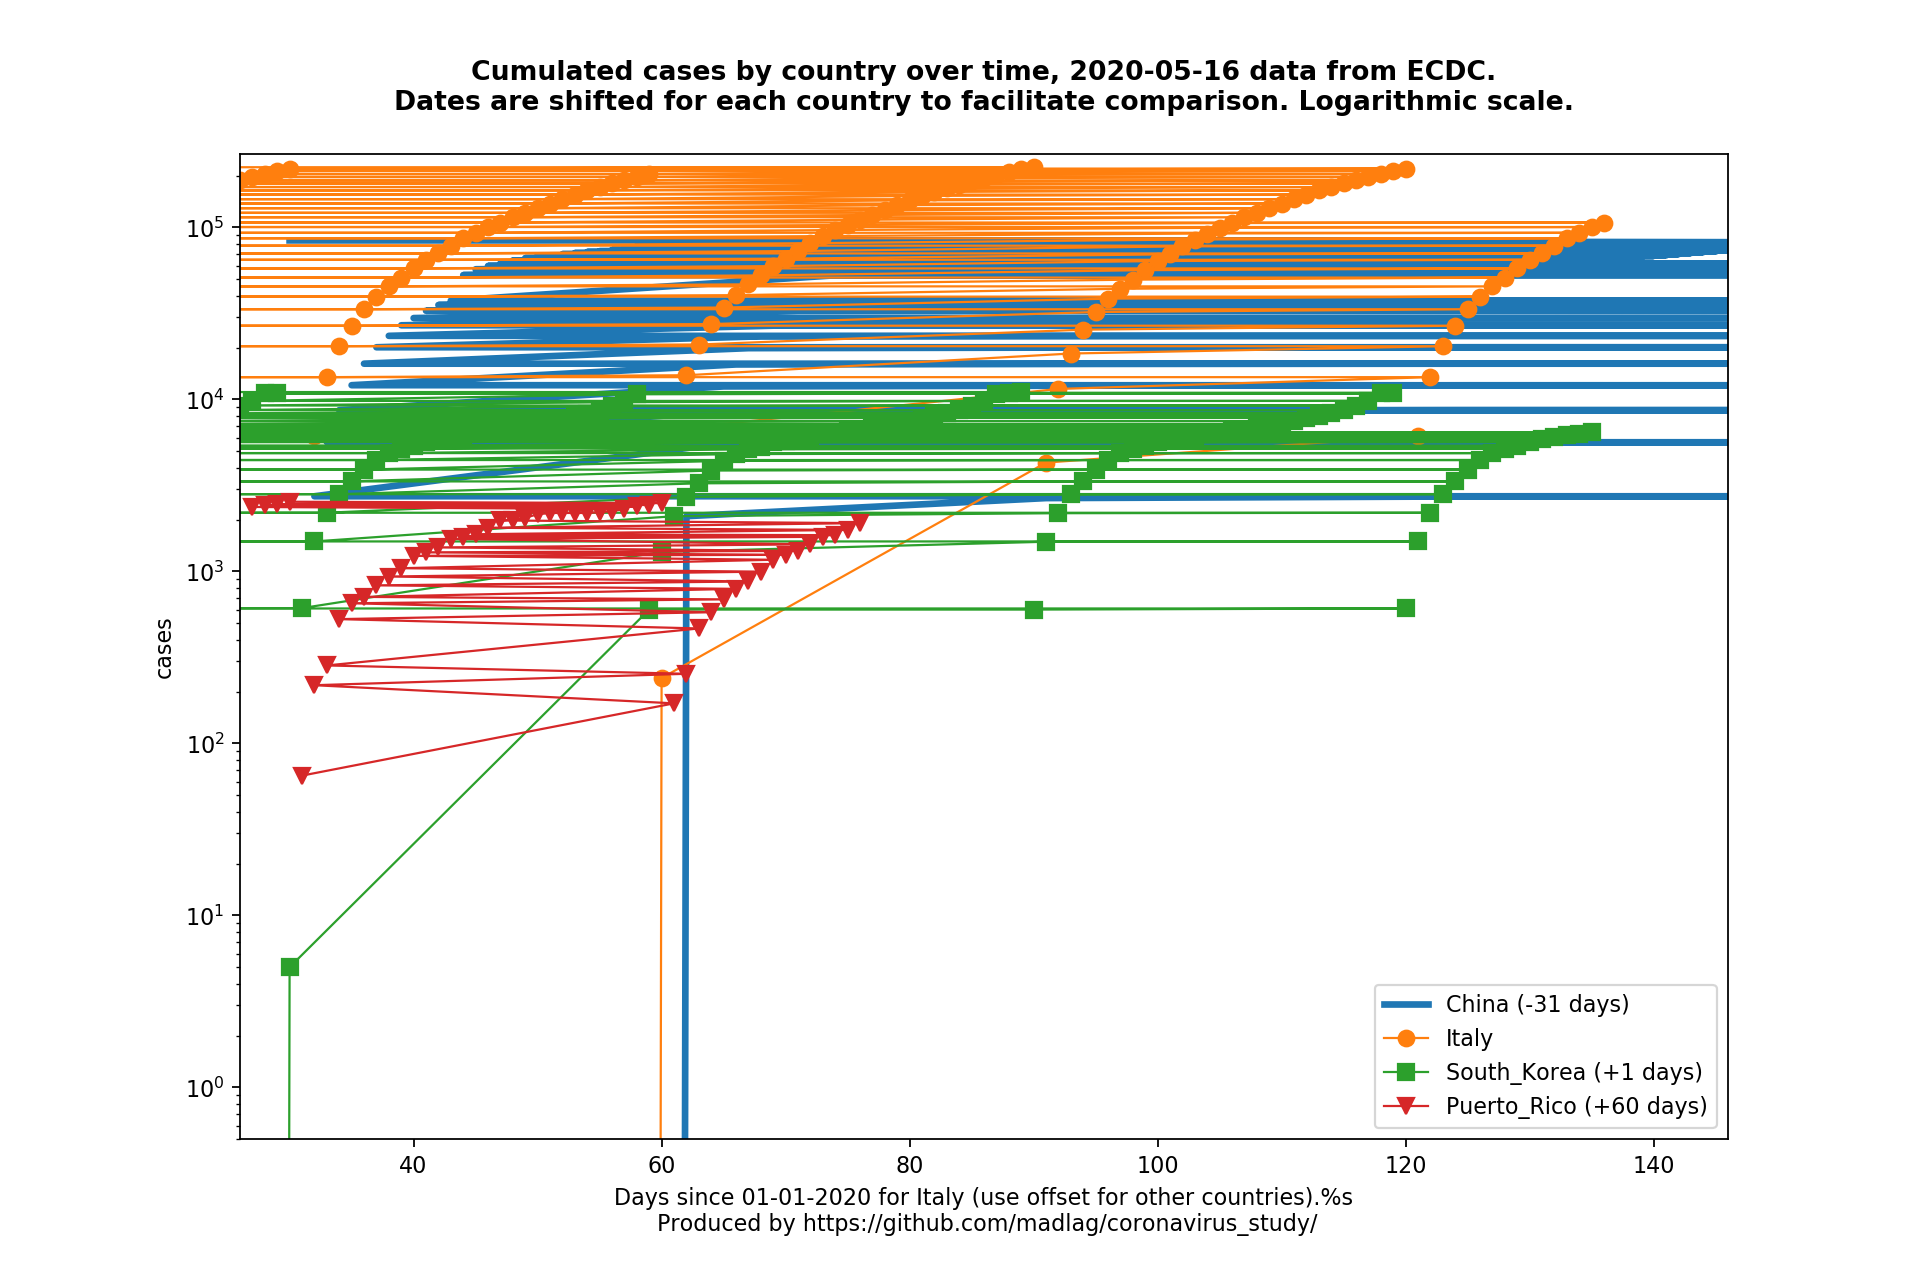 Cumulated cases by country over time, 2020-05-16 data from ECDC.
Dates are shifted for each country to facilitate comparison. Logarithmic scale.
cases
10^5
10^4
10^3
10^2
10^1
10^0
China (-31 days)
Italy
South_Korea (+1 days)
Puerto_Rico (+60 days)
40 60 80 100 120 140
Days since 01-01-2020 for Italy (use offset for other countries).%s
Produced by https://github.com/madlag/coronavirus_study/